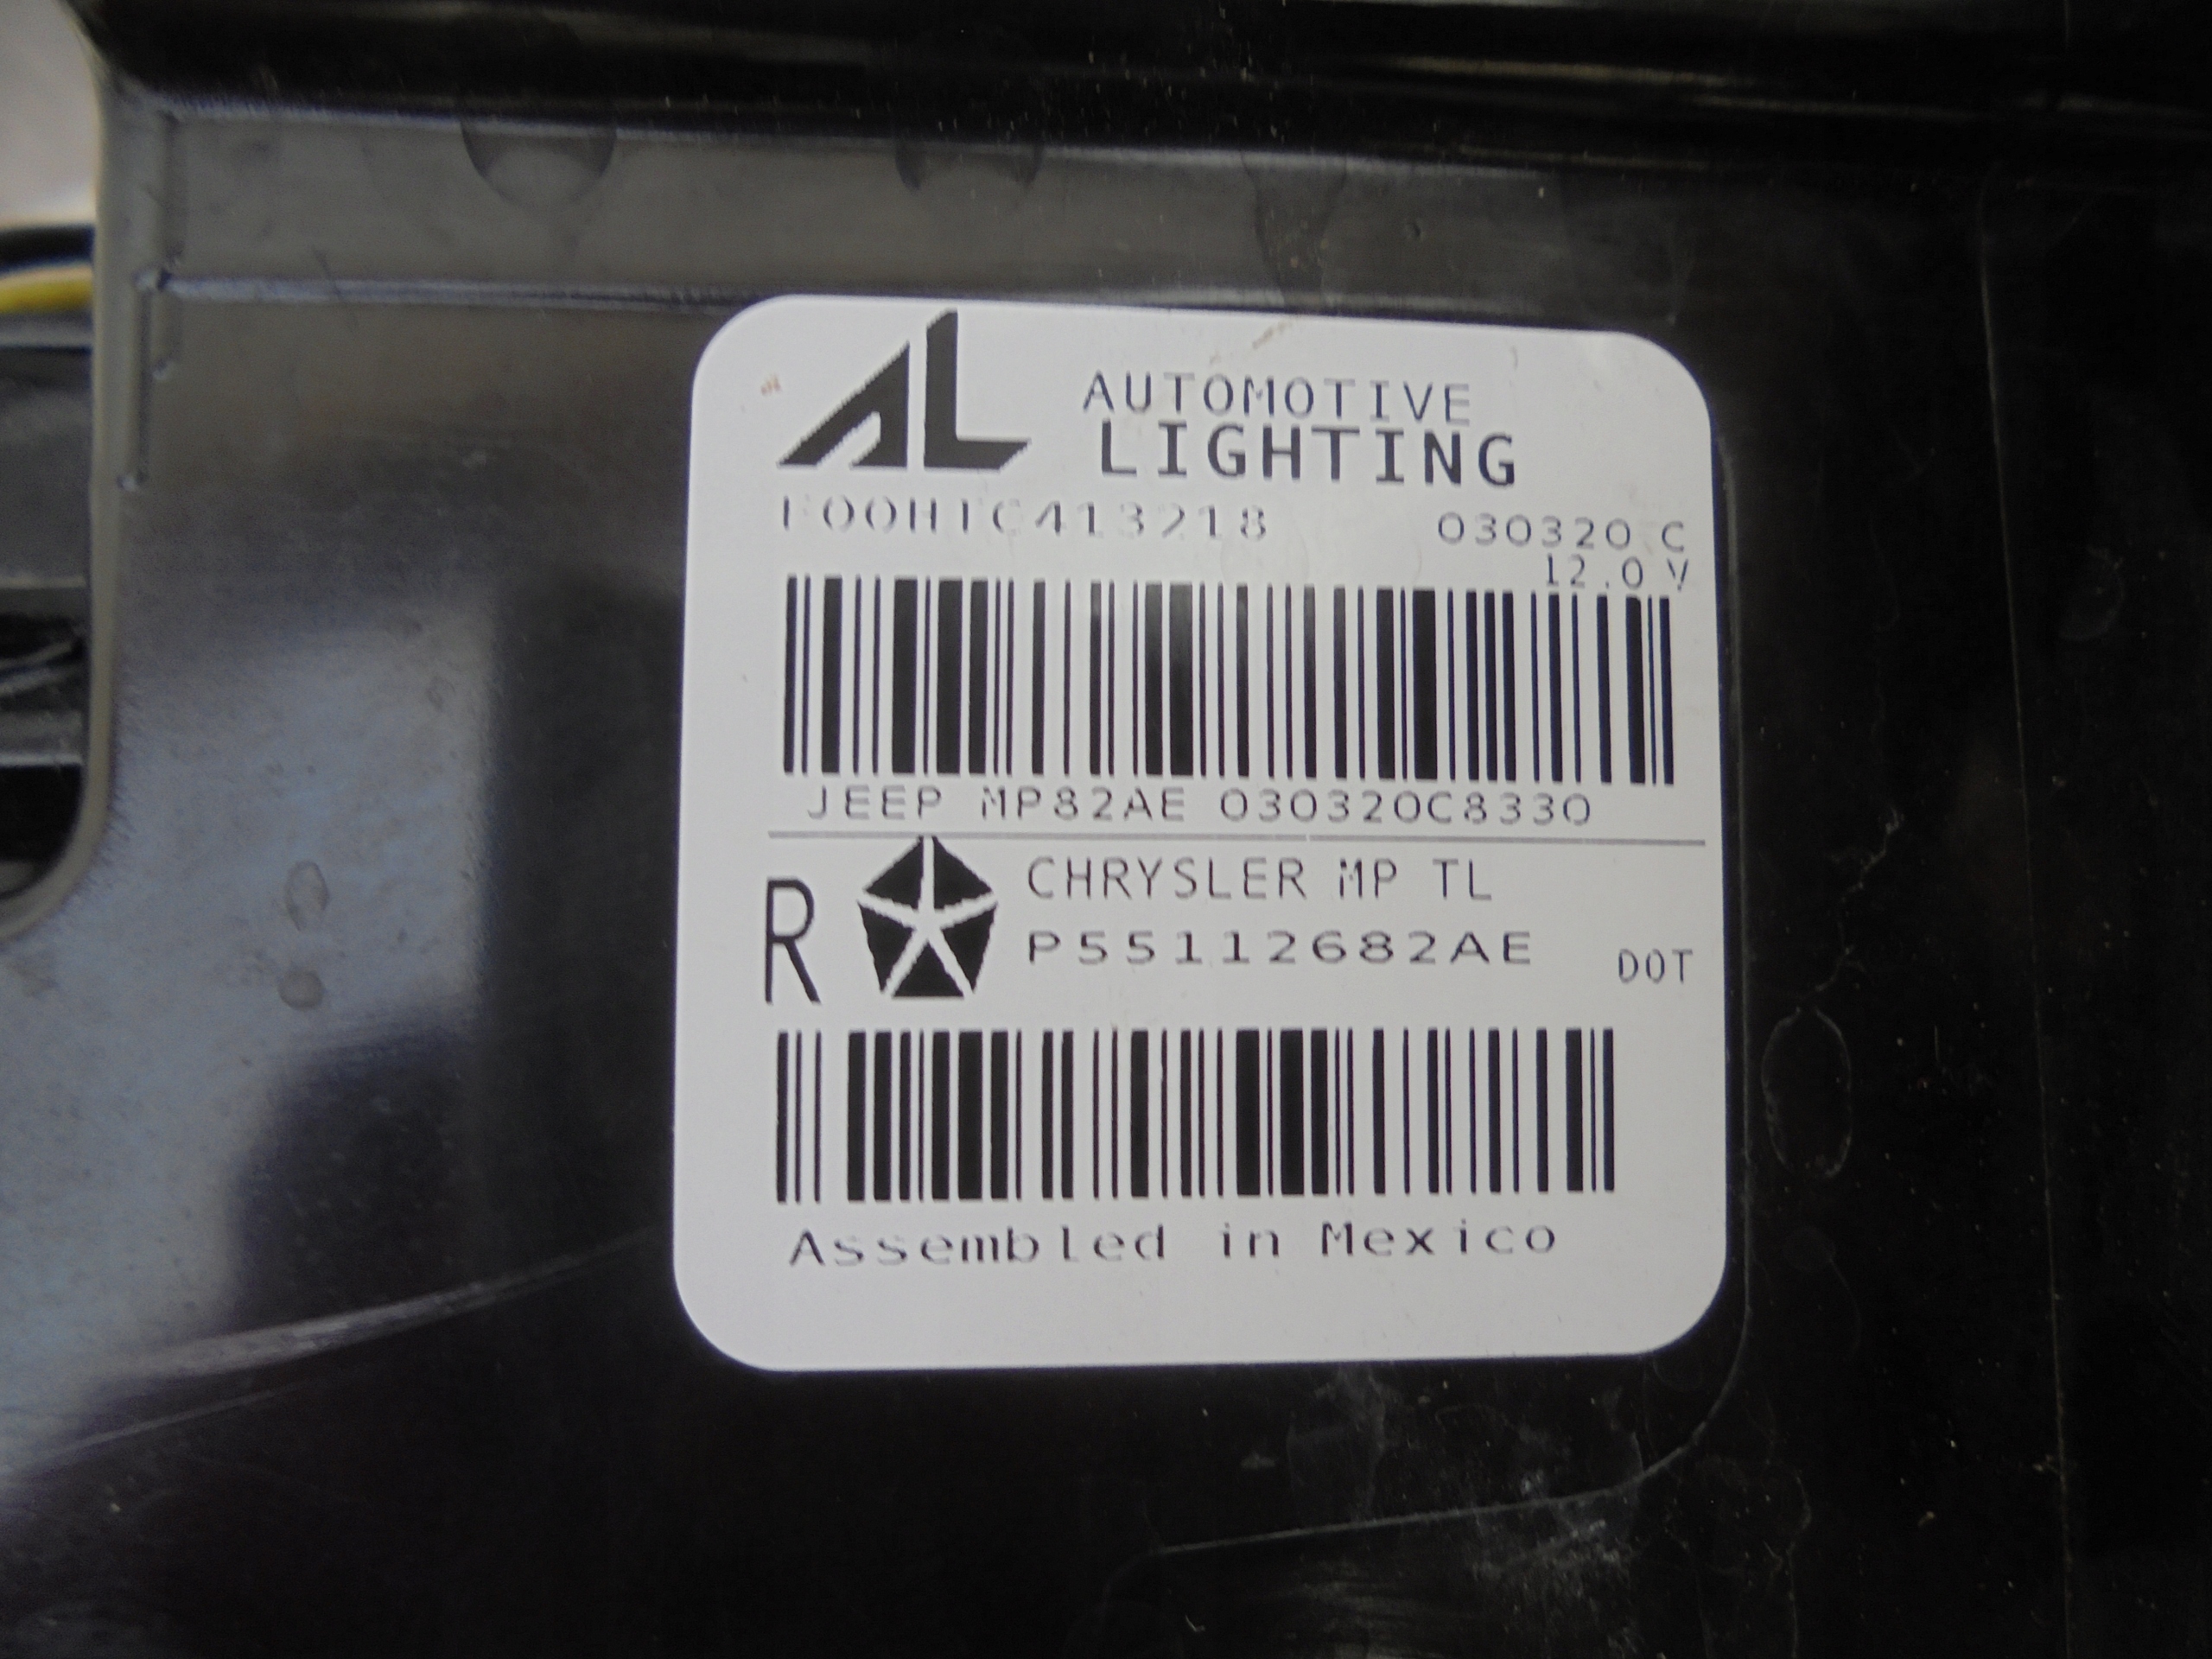 AL AUTOMOTIVE
LIGHTING
F00HTC413218 030320 C
12.0 V
JEEP MP82AE 030320C8330
R CHRYSLER MP TL
P55112682AE DOT
Assembled in Mexico